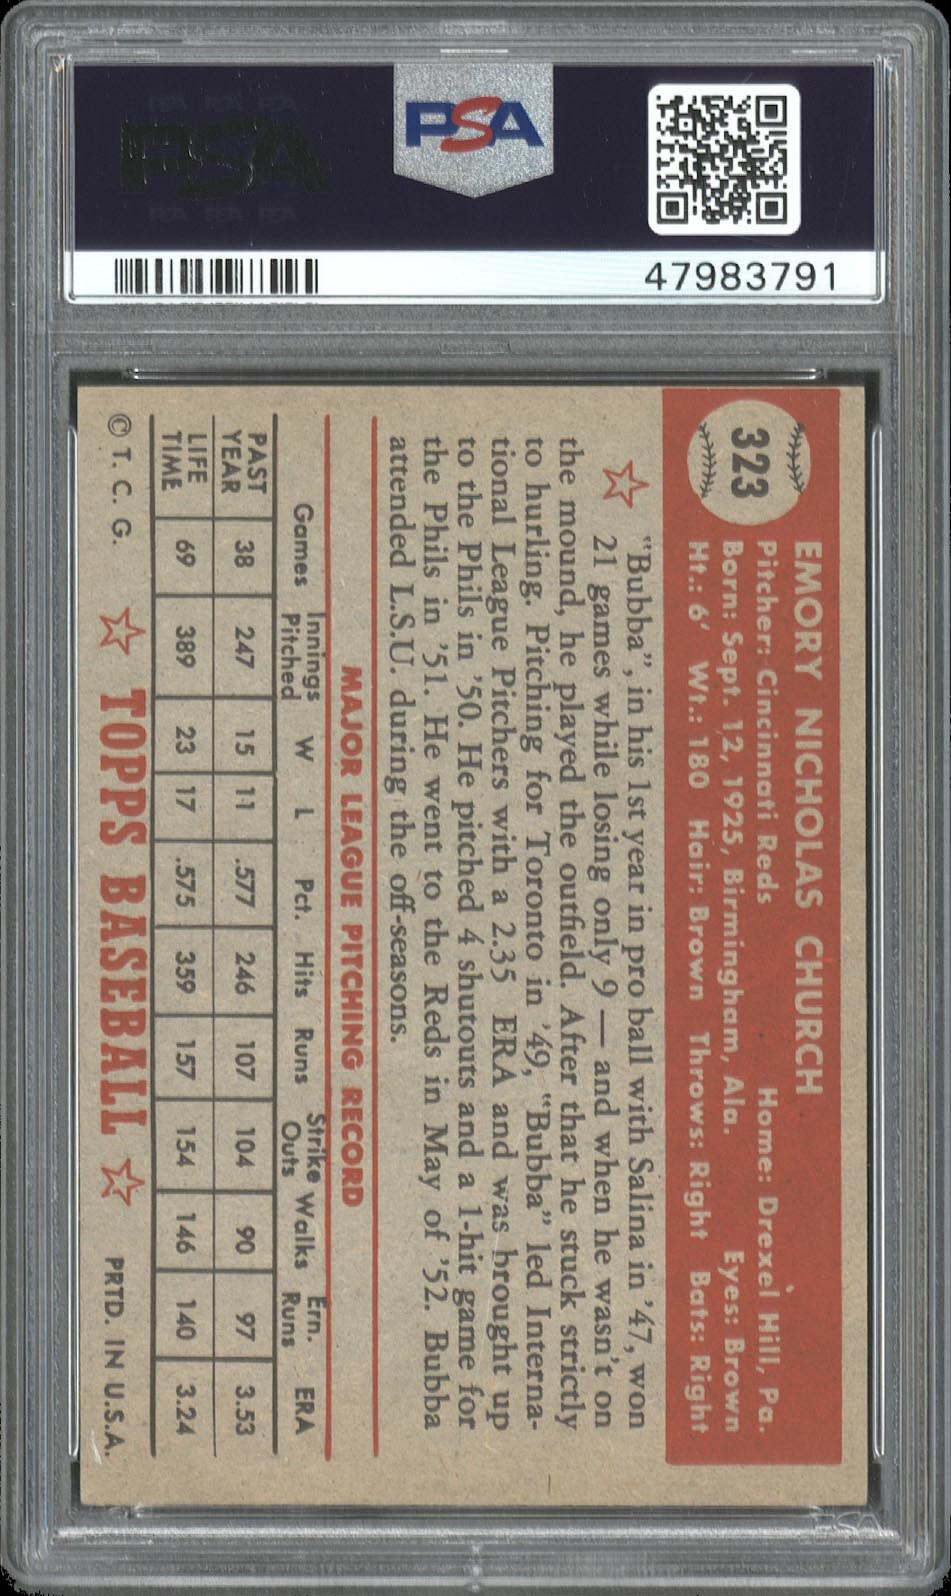 PSA
47983791
323
EMORY NICHOLAS CHURCH
Pitcher: Cincinnati Reds Home: Drexel Hill, Pa.
Born: Sept. 12, 1925, Birmingham, Ala. Eyes: Brown
Ht.: 6' Wt.: 180 Hair: Brown Throws: Right Bats: Right
"Bubba", in his 1st year in pro ball with Salina in '47, won
21 games while losing only 9 — and when he wasn't on
the mound, he played the outfield. After that he stuck strictly
to hurling. Pitching for Toronto in '49, "Bubba" led Interna-
tional League Pitchers with a 2.35 ERA and was brought up
to the Phils in '50. He pitched 4 shutouts and a 1-hit game for
the Phils in '51. He went to the Reds in May of '52. Bubba
attended L.S.U. during the off-seasons.
MAJOR LEAGUE PITCHING RECORD
Games Innings Pitched W L Pct. Hits Runs Strike Outs Walks Ern. Runs ERA
PAST YEAR 38 247 15 11 .577 246 107 104 90 97 3.53
LIFE TIME 69 389 23 17 .575 359 157 154 146 140 3.24
© T. C. G. TOPPS BASEBALL PRTD. IN U.S.A.
PSA